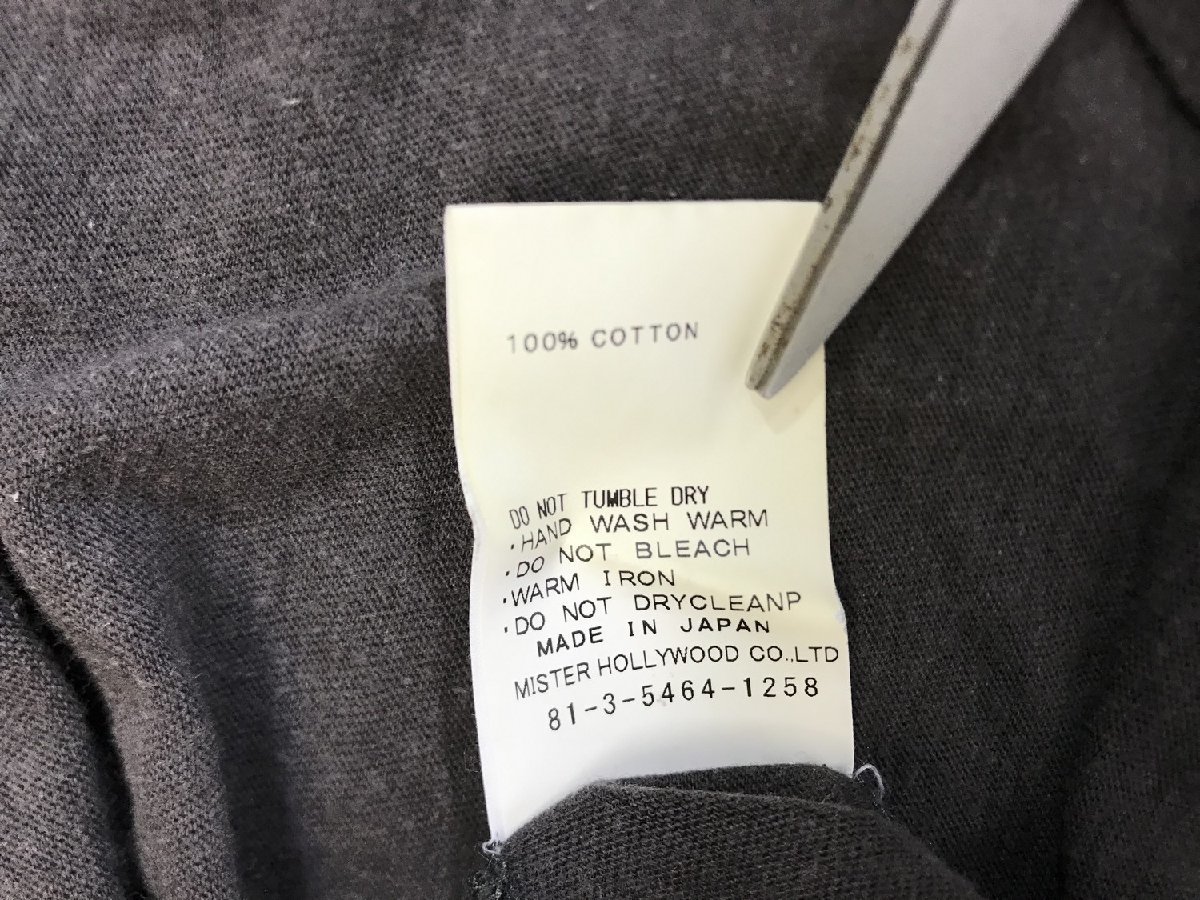 100% COTTON
DO NOT TUMBLE DRY
·HAND WASH WARM
·DO NOT BLEACH
·WARM IRON
·DO NOT DRYCLEANP
MADE IN JAPAN
MISTER HOLLYWOOD CO.,LTD
81-3-5464-1258